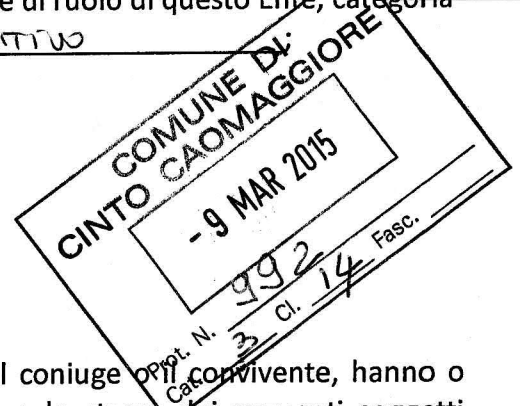 e di ruolo di questo Ente, categoria
TIVO
COMUNE DI
CINTO CAOMAGGIORE
- 9 MAR 2015
Prot. N. 992
Cat. 3 Cl. 14 Fasc.
l coniuge o il convivente, hanno o